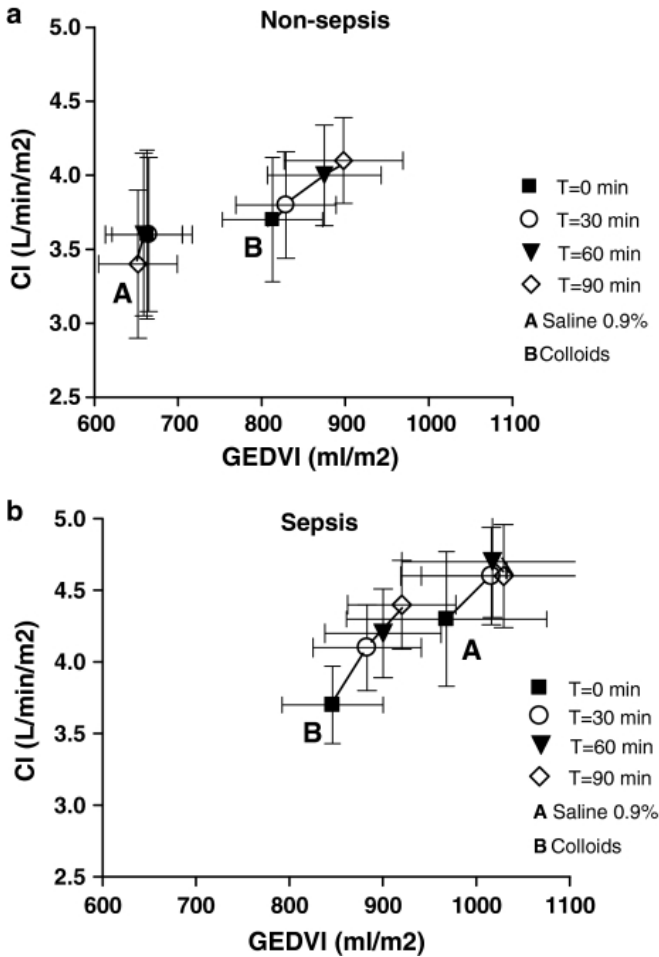 a
Non-sepsis
5.0
4.5
4.0
3.5
3.0
2.5
CI (L/min/m2)
A
B
600 700 800 900 1000 1100
GEDVI (ml/m2)
T=0 min
T=30 min
T=60 min
T=90 min
A Saline 0.9%
B Colloids
b
Sepsis
5.0
4.5
4.0
3.5
3.0
2.5
CI (L/min/m2)
A
B
600 700 800 900 1000 1100
GEDVI (ml/m2)
T=0 min
T=30 min
T=60 min
T=90 min
A Saline 0.9%
B Colloids